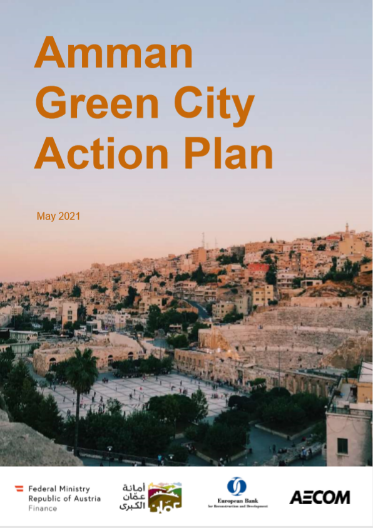 Amman
Green City
Action Plan
May 2021
Federal Ministry
Republic of Austria
Finance
أمانة
عمّان
الكبرى
European Bank
for Reconstruction and Development
AECOM